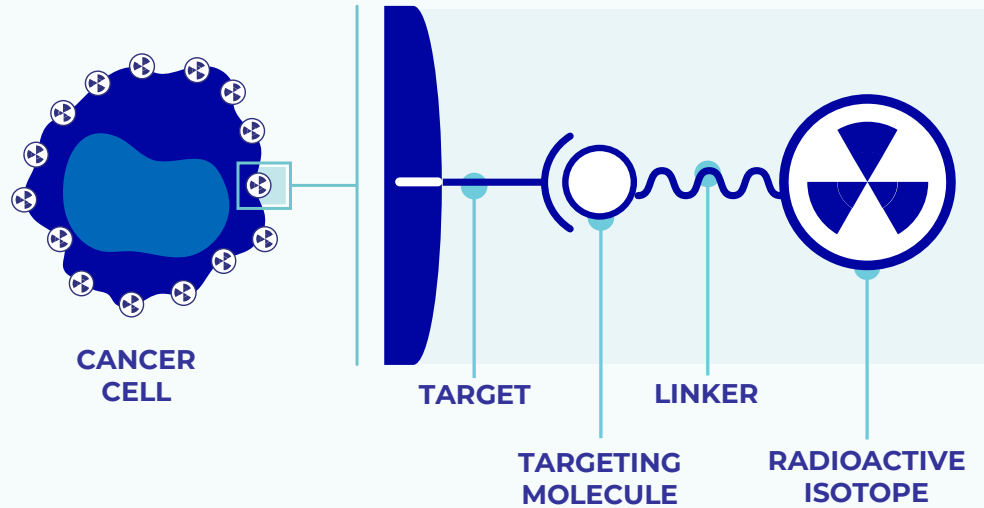 CANCER
CELL
TARGET
LINKER
TARGETING
MOLECULE
RADIOACTIVE
ISOTOPE